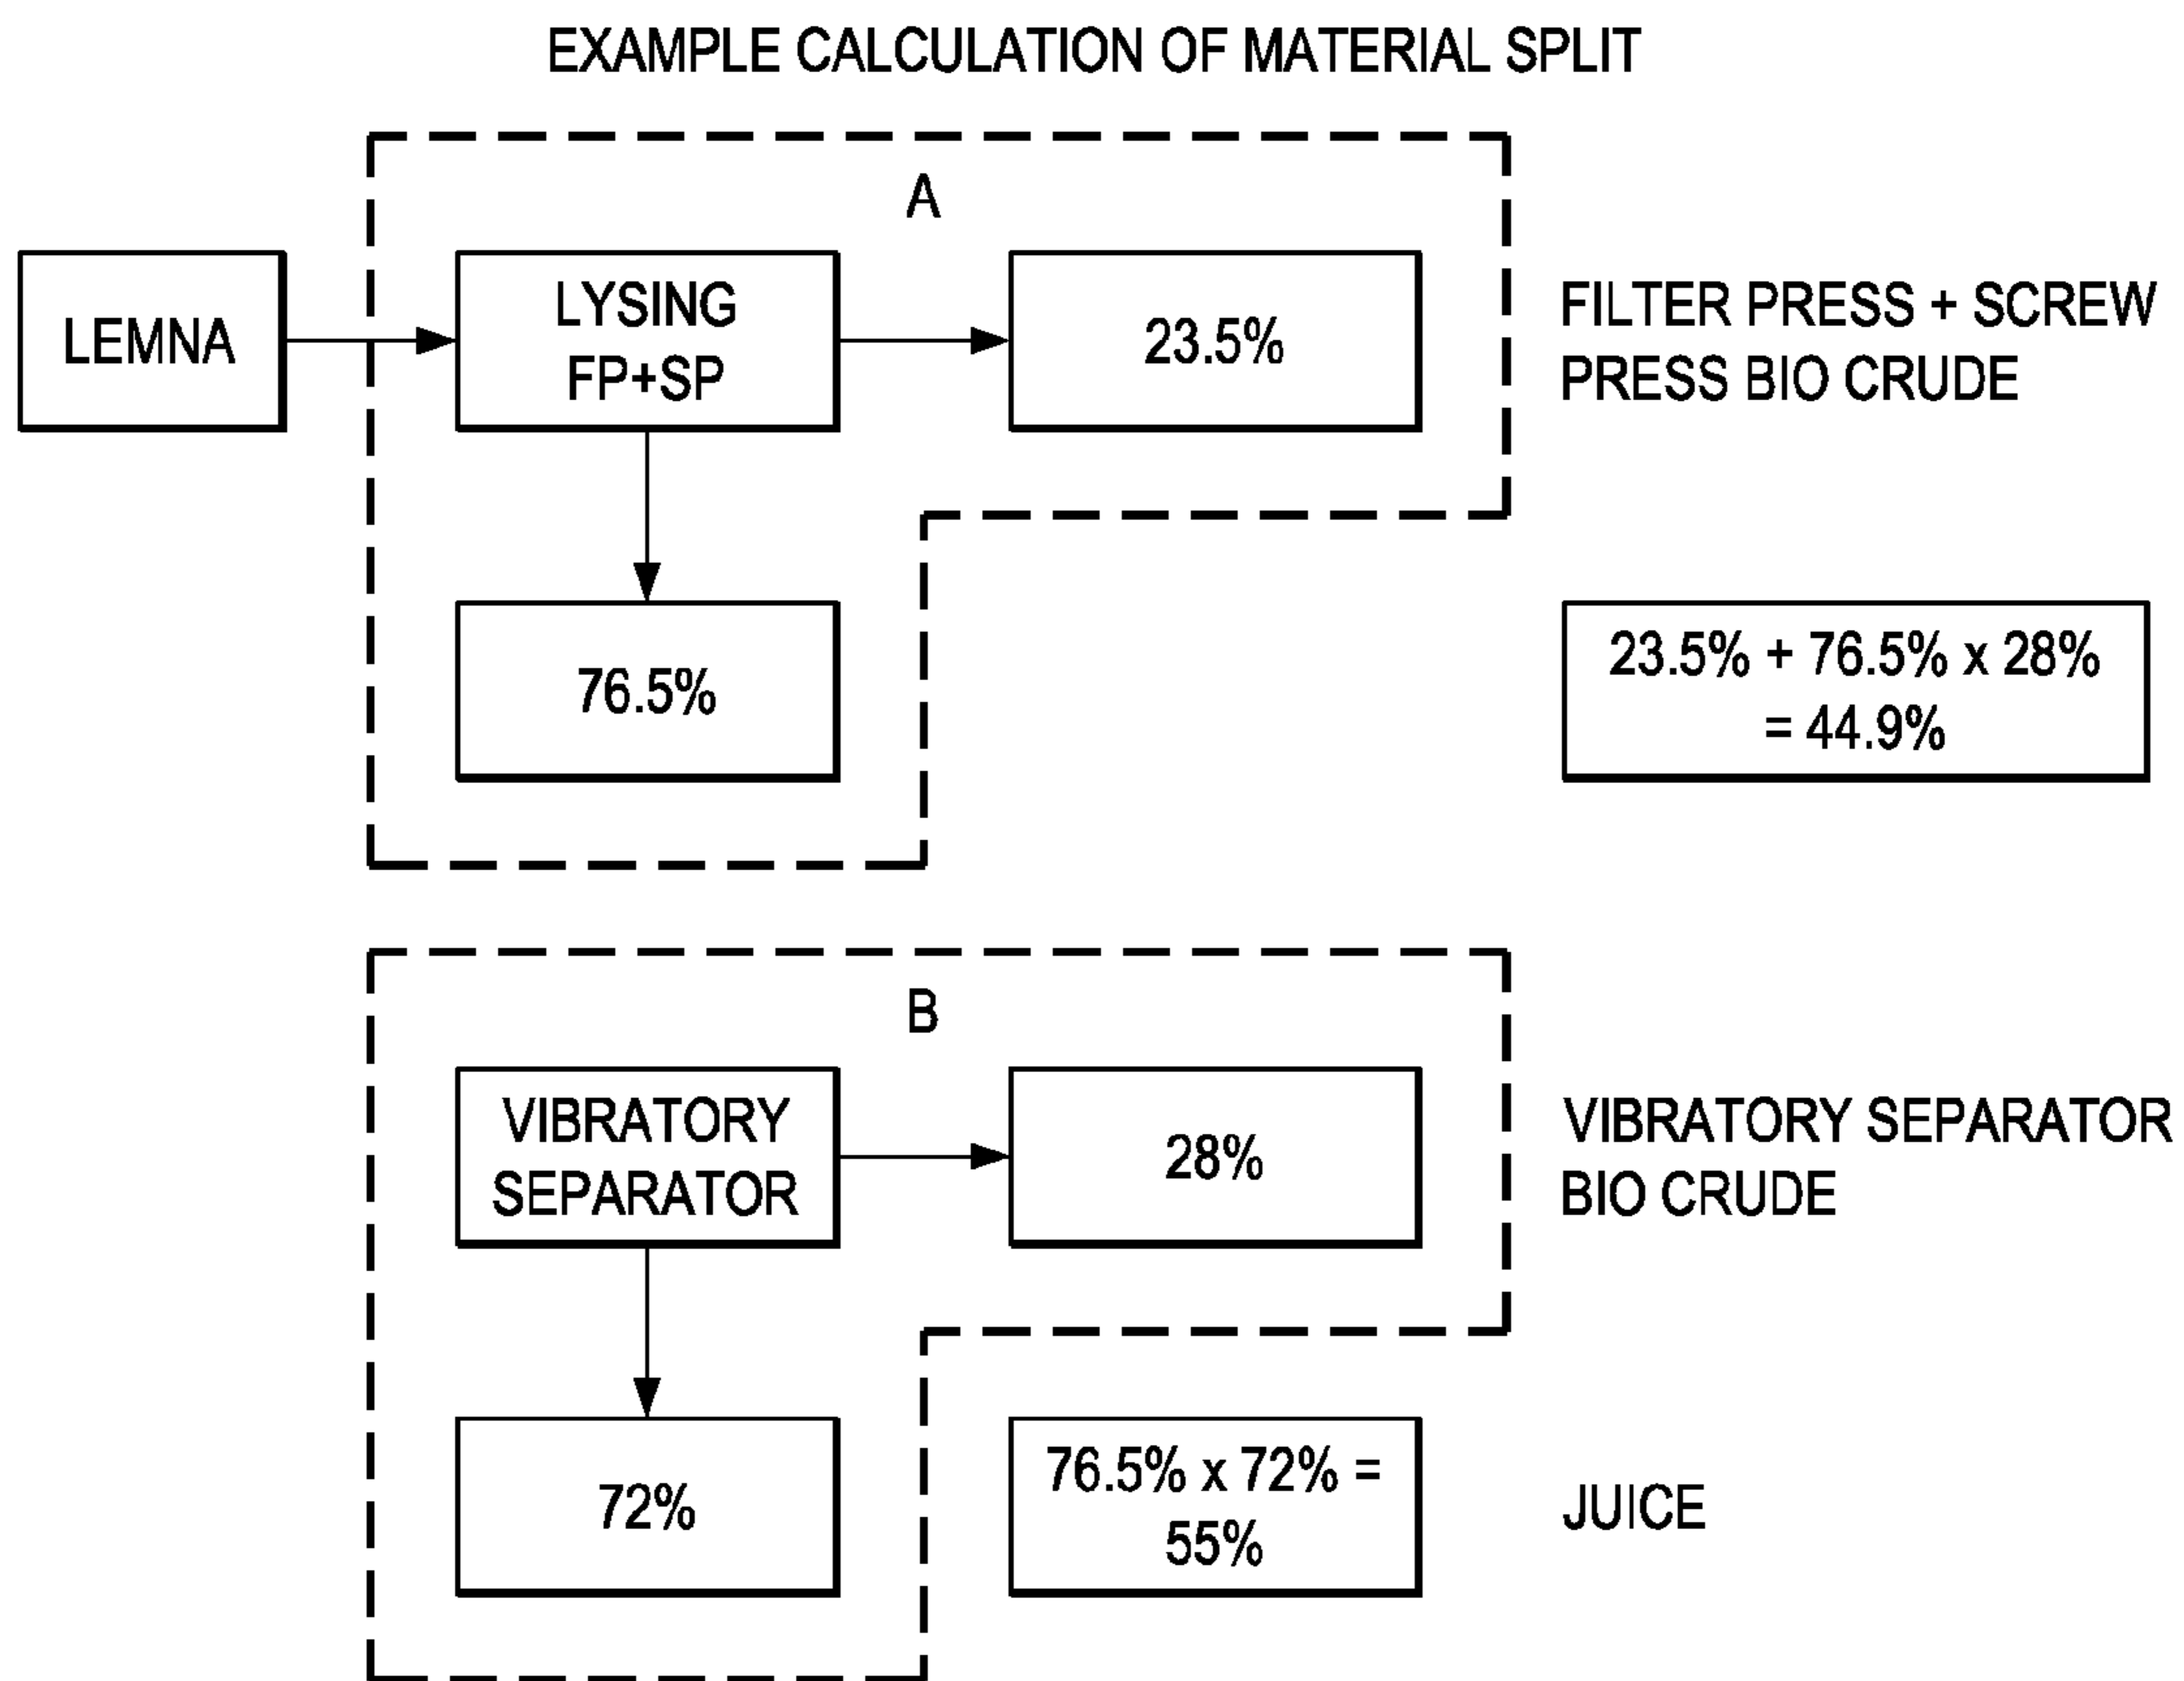 EXAMPLE CALCULATION OF MATERIAL SPLIT
A
LEMNA
LYSING
FP+SP
23.5%
FILTER PRESS + SCREW
PRESS BIO CRUDE
76.5%
23.5% + 76.5% x 28%
= 44.9%
B
VIBRATORY
SEPARATOR
28%
VIBRATORY SEPARATOR
BIO CRUDE
72%
76.5% x 72% =
55%
JUICE